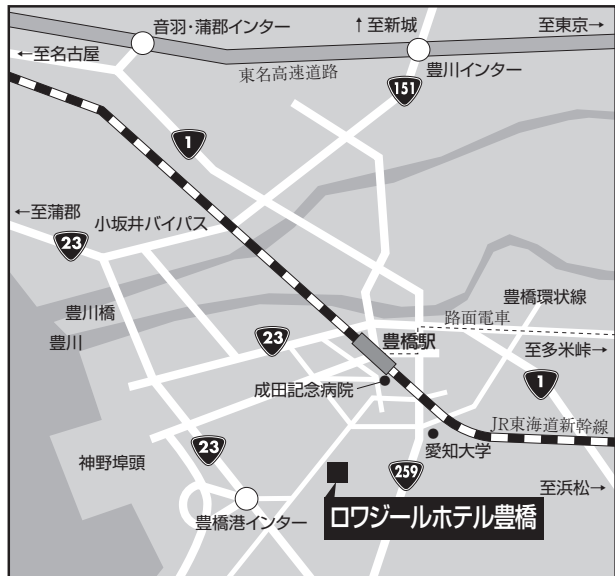 音羽・蒲郡インター
↑至新城
至東京→
←至名古屋
東名高速道路
豊川インター
151
1
←至蒲郡
小坂井バイパス
23
豊橋環状線
豊川橋
路面電車
豊川
23
豊橋駅
至多米峠→
成田記念病院
1
JR東海道新幹線
23
愛知大学
神野埠頭
259
至浜松→
豊橋港インター
ロワジールホテル豊橋